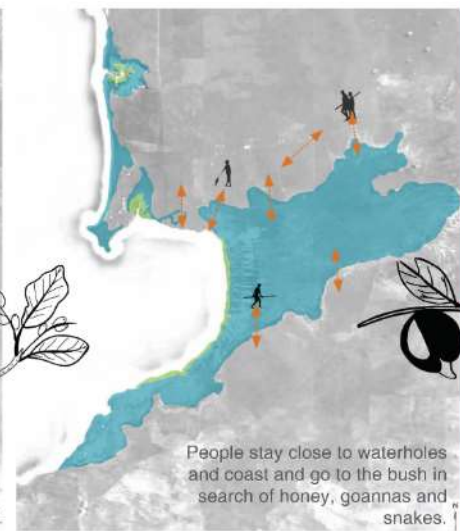 People stay close to waterholes
and coast and go to the bush in
search of honey, goannas and
snakes.
N